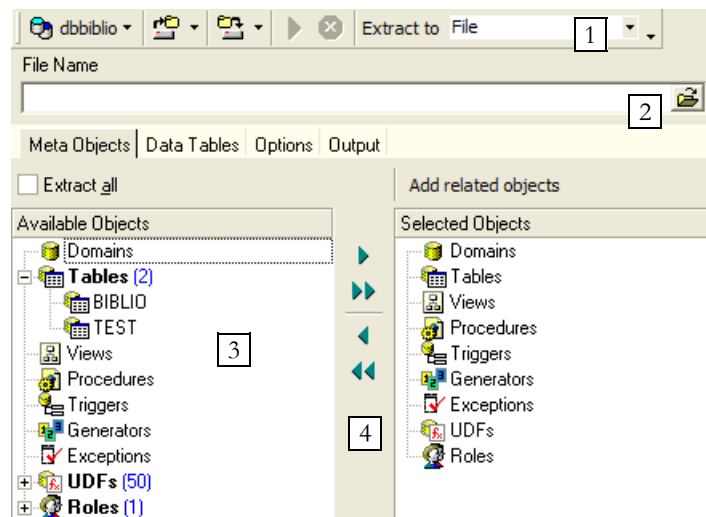 dbbiblio Extract to File 1
File Name
2
Meta Objects Data Tables Options Output
Extract all Add related objects
Available Objects
Domains
Tables (2)
BIBLIO
TEST
Views
Procedures
Triggers
Generators
Exceptions
UDFs (50)
Roles (1)
3
4
Selected Objects
Domains
Tables
Views
Procedures
Triggers
Generators
Exceptions
UDFs
Roles